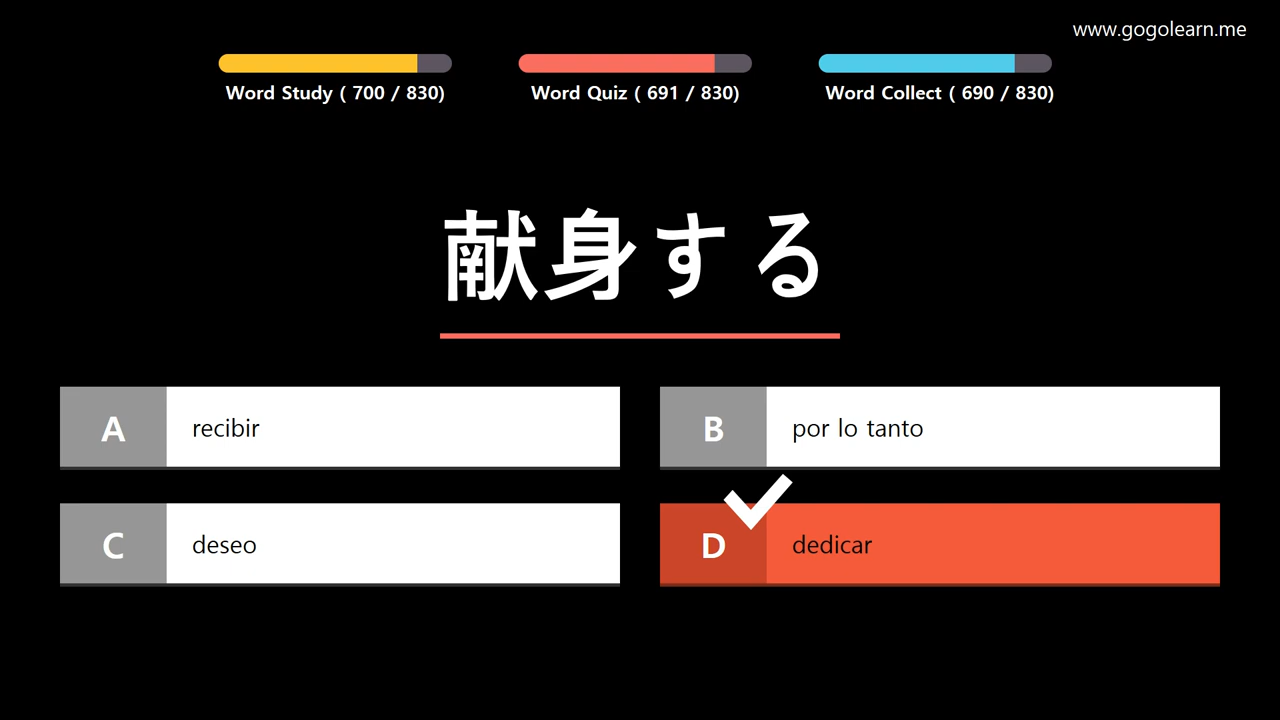 www.gogolearn.me
Word Study ( 700 / 830)
Word Quiz ( 691 / 830)
Word Collect ( 690 / 830)
献身する
A recibir
B por lo tanto
C deseo
D dedicar